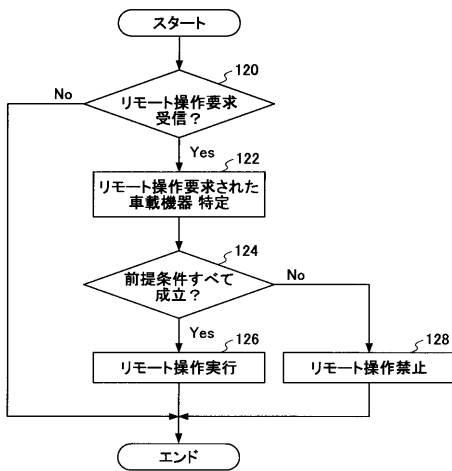 スタート
120
No
リモート操作要求
受信？
Yes
122
リモート操作要求された
車載機器 特定
124
前提条件すべて
成立？
No
Yes
126
リモート操作実行
128
リモート操作禁止
エンド